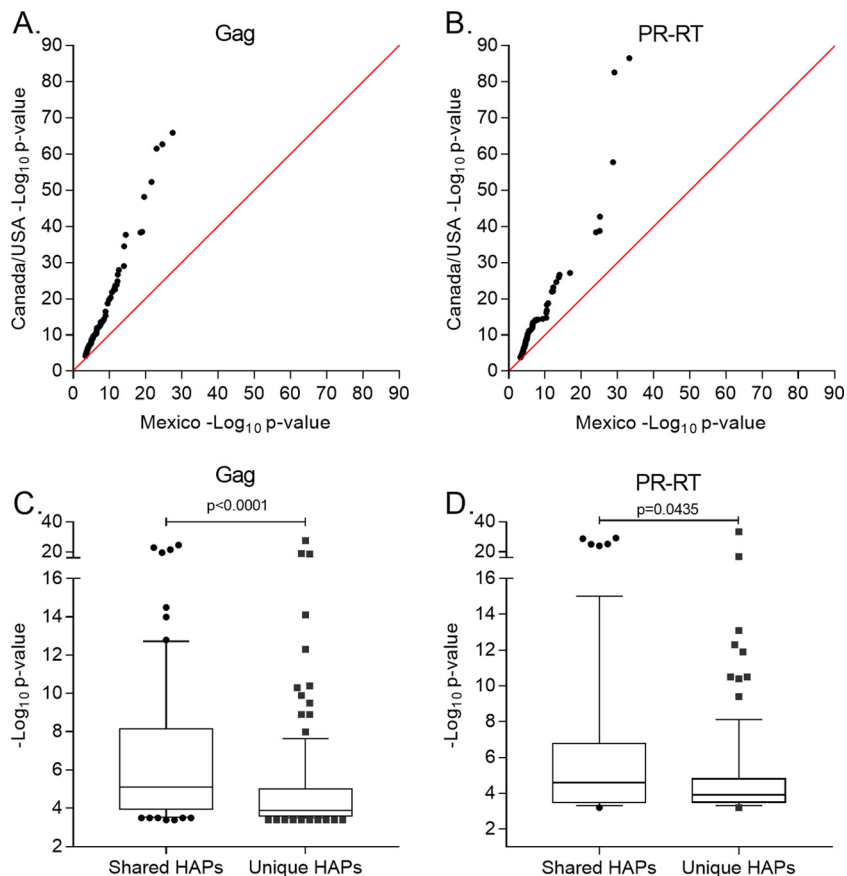 A.
Gag
Canada/USA -Log10 p-value
90
80
70
60
50
40
30
20
10
0
0 10 20 30 40 50 60 70 80 90
Mexico -Log10 p-value
B.
PR-RT
Canada/USA -Log10 p-value
90
80
70
60
50
40
30
20
10
0
0 10 20 30 40 50 60 70 80 90
Mexico -Log10 p-value
C.
Gag
p<0.0001
-Log10 p-value
40
20
16
14
12
10
8
6
4
2
Shared HAPs Unique HAPs
D.
PR-RT
p=0.0435
-Log10 p-value
40
20
16
14
12
10
8
6
4
2
Shared HAPs Unique HAPs